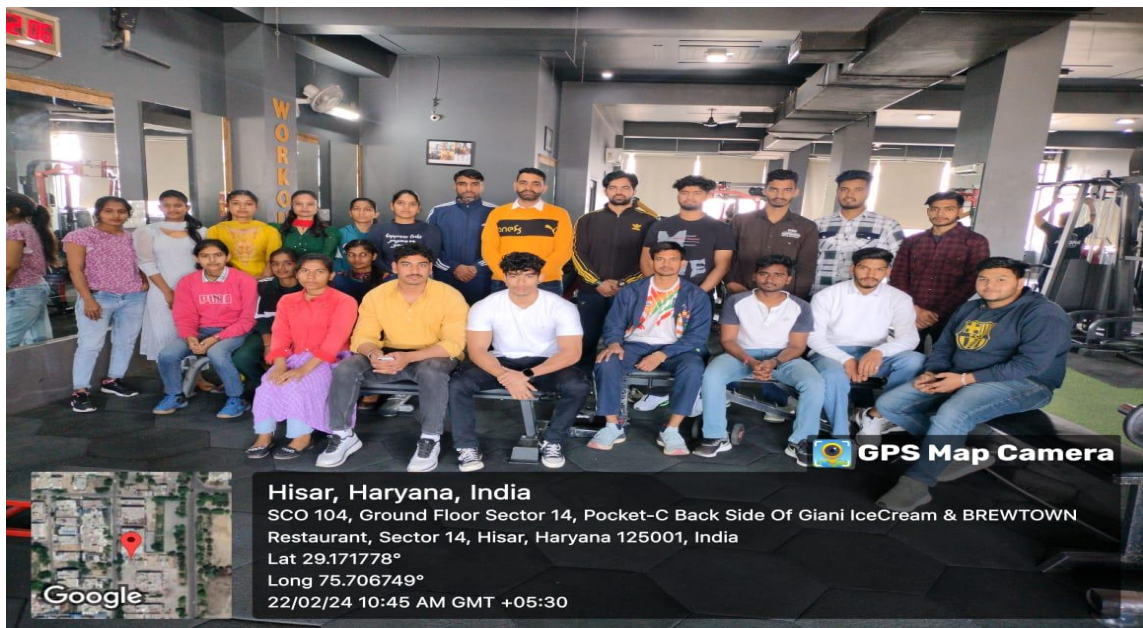 WORKOU
PINK
GPS Map Camera
Hisar, Haryana, India
SCO 104, Ground Floor Sector 14, Pocket-C Back Side Of Giani IceCream & BREWTOWN
Restaurant, Sector 14, Hisar, Haryana 125001, India
Lat 29.171778°
Long 75.706749°
22/02/24 10:45 AM GMT +05:30
Google